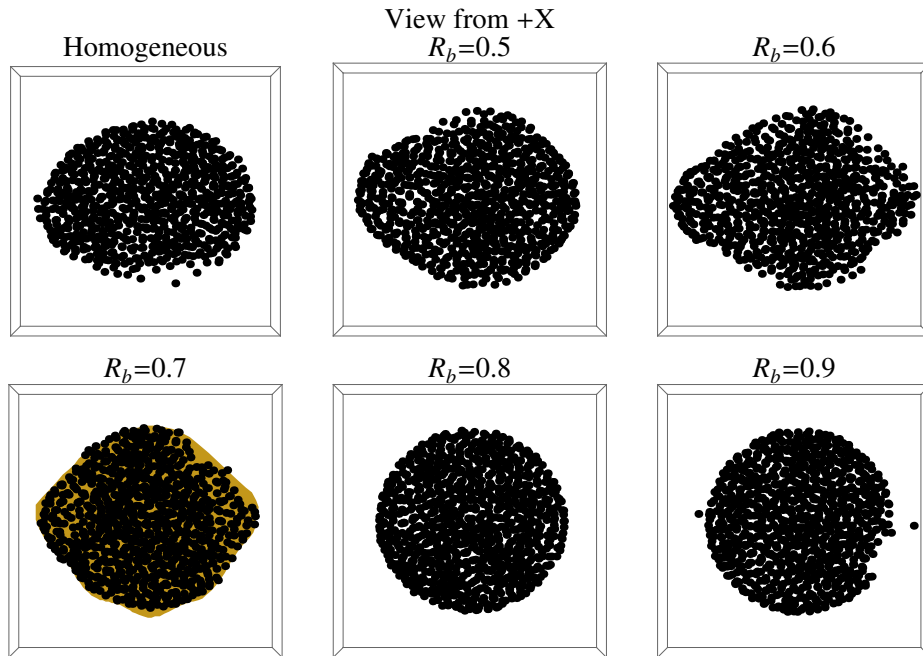 View from +X
Homogeneous
R_b=0.5
R_b=0.6
R_b=0.7
R_b=0.8
R_b=0.9